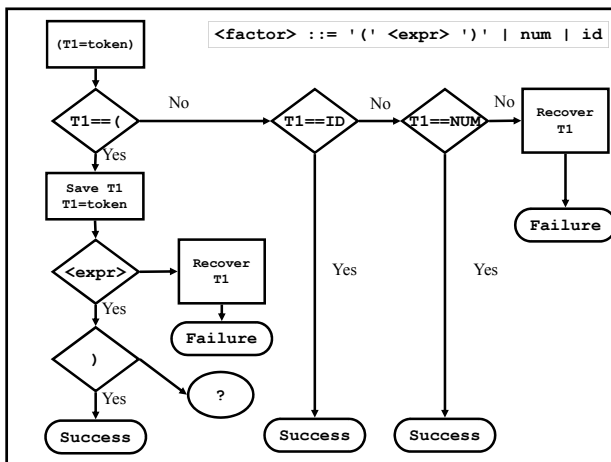 (T1=token)
<factor> ::= '(' <expr> ')' | num | id
T1==(
No
T1==ID
No
T1==NUM
No
Recover
T1
Yes
Save T1
T1=token
Failure
<expr>
Recover
T1
Yes
Yes
Yes
Failure
)
?
Yes
Success
Success
Success